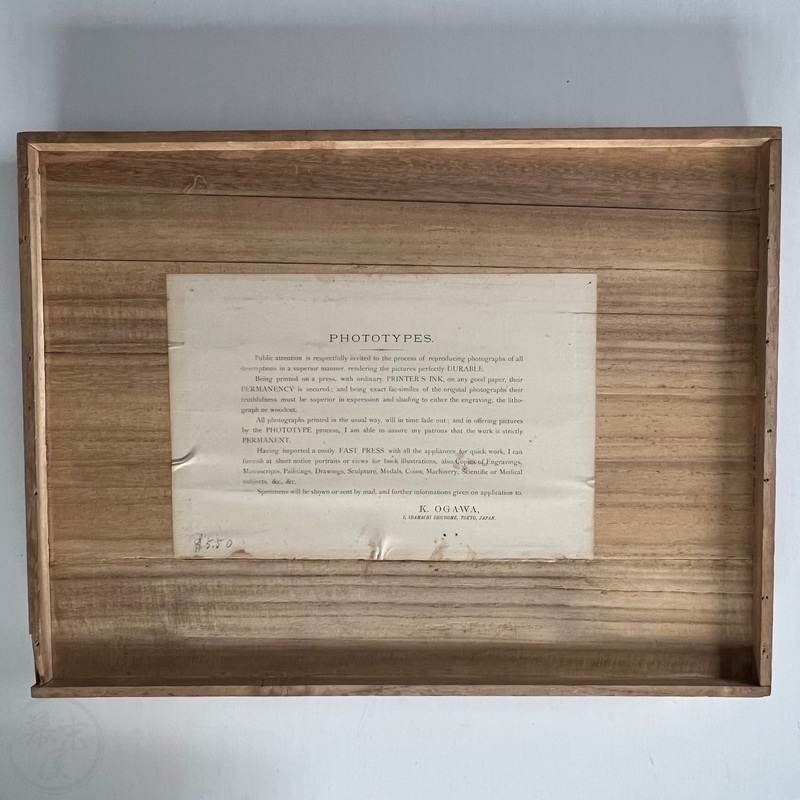 PHOTOTYPES.
Public attention is respectfully invited to the process of reproducing photographs of all
descriptions in a superior manner, rendering the pictures perfectly DURABLE.
Being printed on a press, with ordinary PRINTER'S INK, on any good paper, their
PERMANENCY is secured; and being exact fac-similes of the original photographs their
truthfulness must be superior in expression and shading to either the engraving, the litho-
graph or woodcut.
All photographs printed in the usual way, will in time fade out; and in offering pictures
by the PHOTOTYPE process, I am able to assure my patrons that the work is strictly
PERMANENT.
Having imported a costly FAST PRESS with all the appliances for quick work, I can
furnish at short notice portraits or views for book illustrations, also Copies of Engravings,
Manuscripts, Paintings, Drawings, Sculpture, Medals, Coins, Machinery, Scientific or Medical
subjects, &c., &c.
Specimens will be shown or sent by mail, and further informations given on application to.
K. OGAWA,
IIDAMACHI SHICHOME, TOKYO, JAPAN.
$5.50
幕末屋